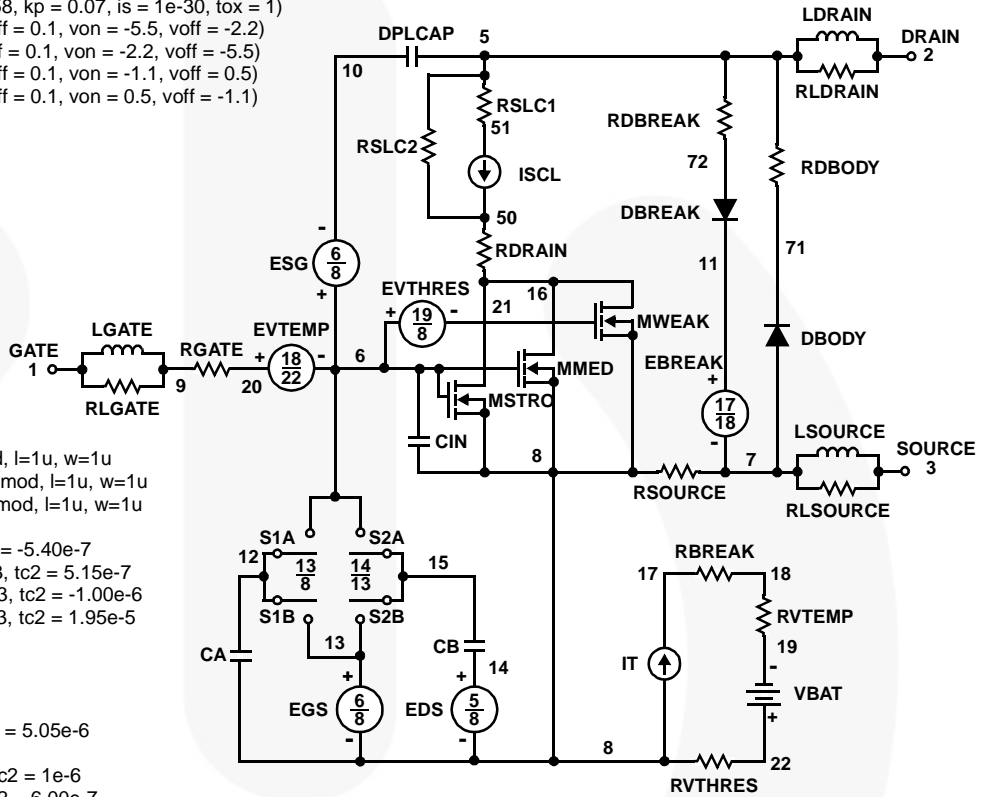 58, kp = 0.07, is = 1e-30, tox = 1)
off = 0.1, von = -5.5, voff = -2.2)
ff = 0.1, von = -2.2, voff = -5.5)
ff = 0.1, von = -1.1, voff = 0.5)
ff = 0.1, von = 0.5, voff = -1.1)
DPLCAP
5
10
LDRAIN
DRAIN
2
RLDRAIN
RSLC1
51
RSLC2
ISCL
50
RDRAIN
RDBREAK
72
RDBODY
DBREAK
71
11
-
ESG
6
8
+
EVTHRES
+
19
8
-
16
21
MWEAK
DBODY
EBREAK
+
17
18
-
LGATE
GATE
1
RLGATE
9
RGATE
20
EVTEMP
+
18
22
-
6
MMED
MSTRO
CIN
8
RSOURCE
7
LSOURCE
SOURCE
3
RLSOURCE
, l=1u, w=1u
mod, l=1u, w=1u
mod, l=1u, w=1u
= -5.40e-7
, tc2 = 5.15e-7
3, tc2 = -1.00e-6
3, tc2 = 1.95e-5
= 5.05e-6
c2 = 1e-6
S1A
S2A
12
13
8
14
13
15
S1B
S2B
13
CA
CB
14
+
EGS
6
8
-
+
EDS
5
8
-
8
RBREAK
17
18
RVTEMP
19
IT
-
VBAT
+
22
RVTHRES